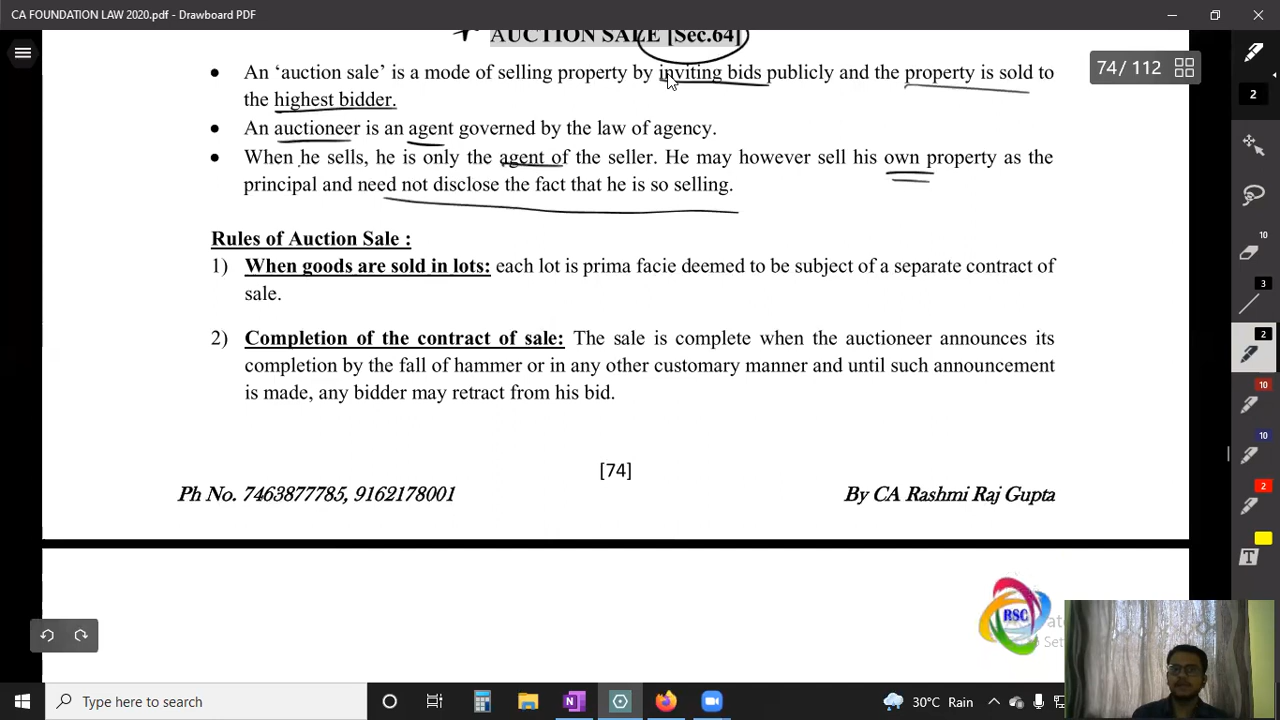 CA FOUNDATION LAW 2020.pdf - Drawboard PDF
AUCTION SALE [Sec.64]
74 / 112
• An ‘auction sale’ is a mode of selling property by inviting bids publicly and the property is sold to
the highest bidder.
• An auctioneer is an agent governed by the law of agency.
• When he sells, he is only the agent of the seller. He may however sell his own property as the
principal and need not disclose the fact that he is so selling.
Rules of Auction Sale :
1) When goods are sold in lots: each lot is prima facie deemed to be subject of a separate contract of
sale.
2) Completion of the contract of sale: The sale is complete when the auctioneer announces its
completion by the fall of hammer or in any other customary manner and until such announcement
is made, any bidder may retract from his bid.
[74]
Ph No. 7463877785, 9162178001 By CA Rashmi Raj Gupta
RSC
2
10
3
2
10
10
2
T
Type here to search
30°C Rain